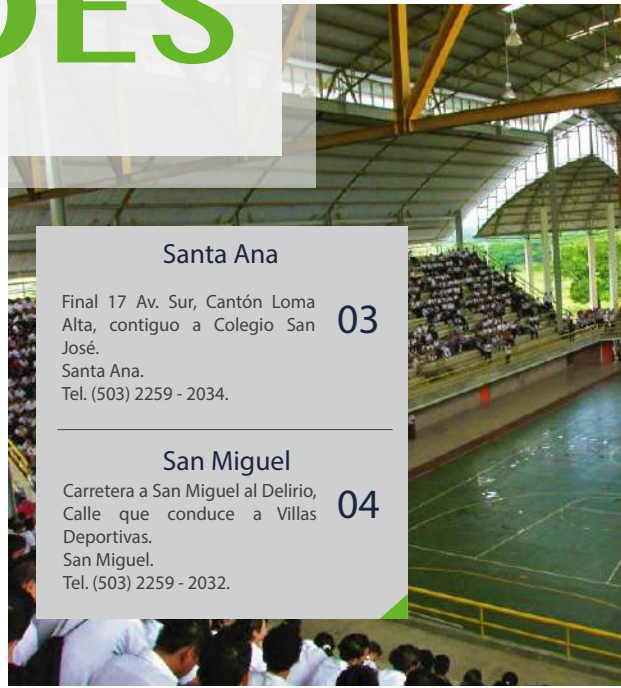 DES
Santa Ana
Final 17 Av. Sur, Cantón Loma
Alta, contiguo a Colegio San
José.
Santa Ana.
Tel. (503) 2259 - 2034.
03
San Miguel
Carretera a San Miguel al Delirio,
Calle que conduce a Villas
Deportivas.
San Miguel.
Tel. (503) 2259 - 2032.
04